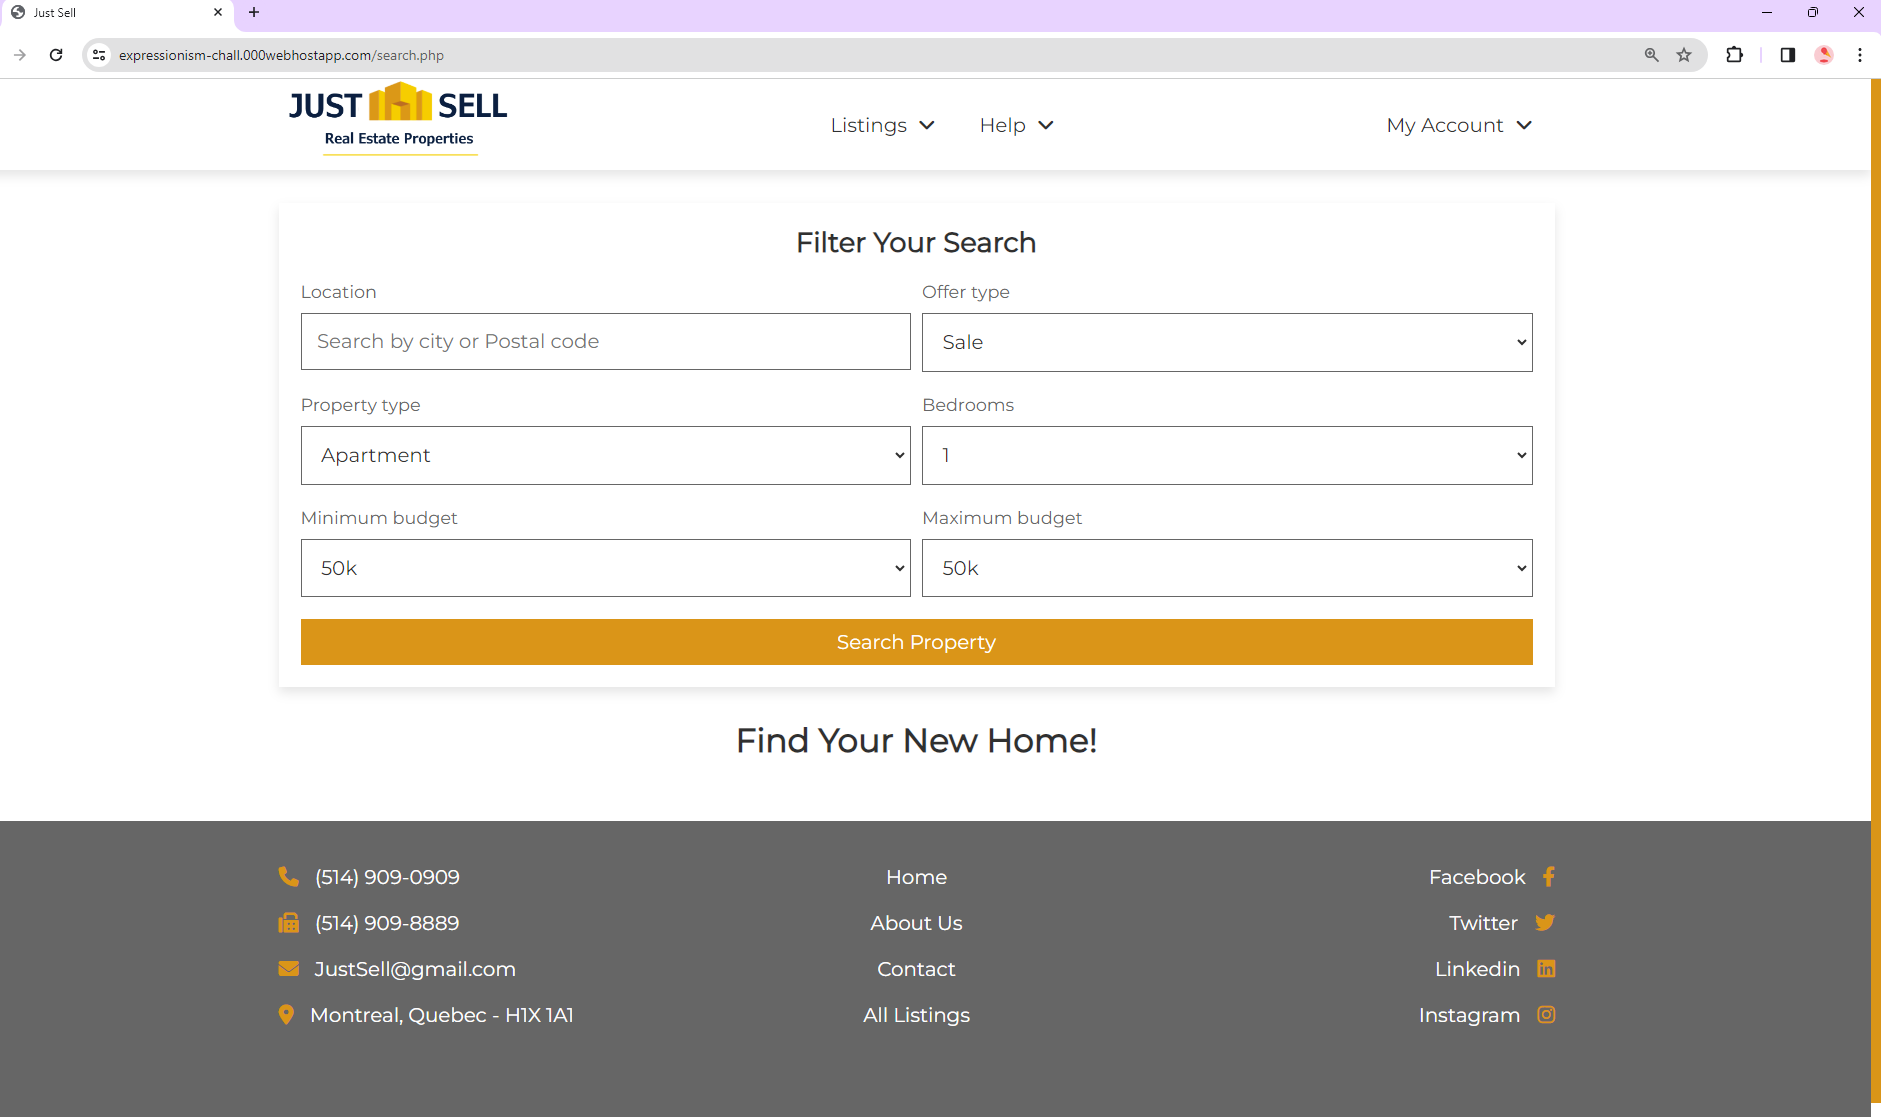 Just Sell
expressionism-chall.000webhostapp.com/search.php
JUST SELL
Real Estate Properties
Listings
Help
My Account
Filter Your Search
Location
Offer type
Search by city or Postal code
Sale
Property type
Bedrooms
Apartment
1
Minimum budget
Maximum budget
50k
50k
Search Property
Find Your New Home!
(514) 909-0909
Home
Facebook
(514) 909-8889
About Us
Twitter
JustSell@gmail.com
Contact
Linkedin
Montreal, Quebec - H1X 1A1
All Listings
Instagram